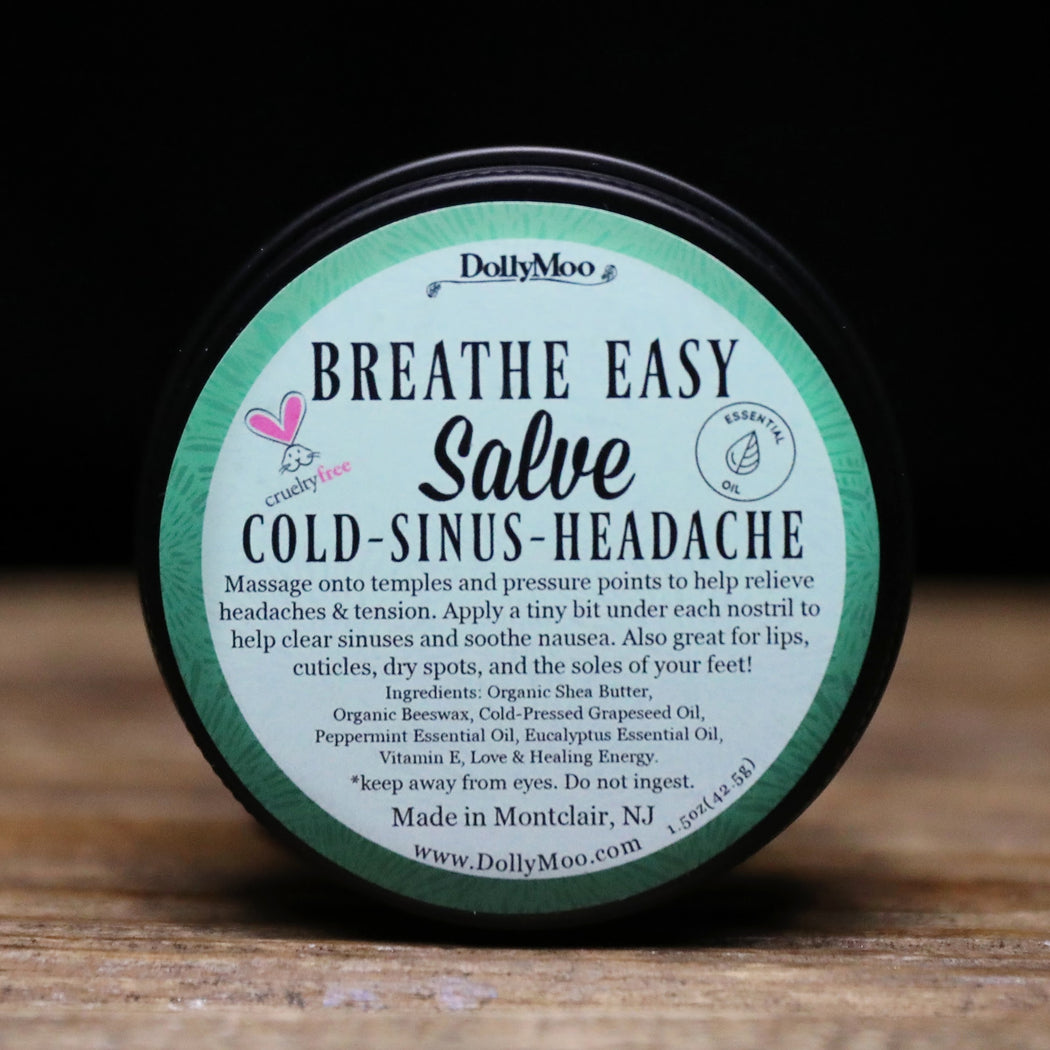 DollyMoo
BREATHE EASY
Salve
crueltyfree
ESSENTIAL
OIL
COLD-SINUS-HEADACHE
Massage onto temples and pressure points to help relieve
headaches & tension. Apply a tiny bit under each nostril to
help clear sinuses and soothe nausea. Also great for lips,
cuticles, dry spots, and the soles of your feet!
Ingredients: Organic Shea Butter,
Organic Beeswax, Cold-Pressed Grapeseed Oil,
Peppermint Essential Oil, Eucalyptus Essential Oil,
Vitamin E, Love & Healing Energy.
*keep away from eyes. Do not ingest.
Made in Montclair, NJ
1.5oz(42.5g)
www.DollyMoo.com